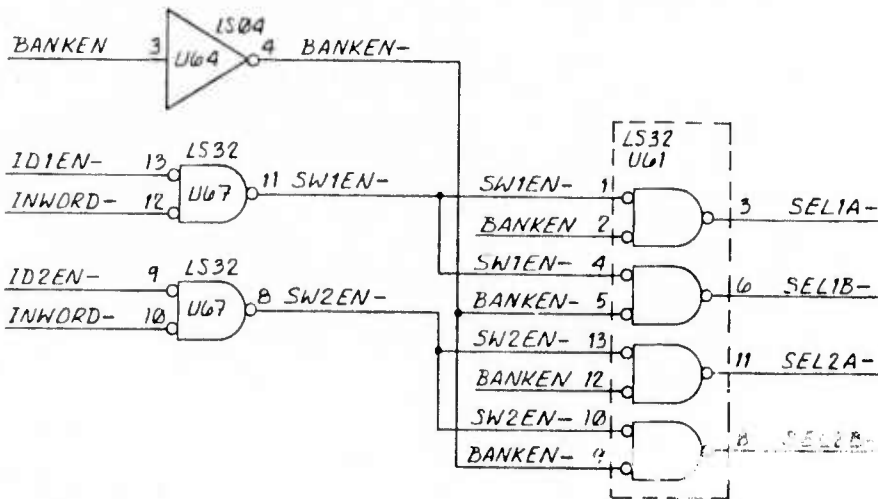 LS04
BANKEN 3 U64 4 BANKEN-
LS32
U61
ID1EN- 13 LS32
INWORD- 12 U67 11 SW1EN-
SW1EN- 1
BANKEN 2
3 SEL1A-
ID2EN- 9 LS32
INWORD- 10 U67 8 SW2EN-
SW1EN- 4
BANKEN- 5
6 SEL1B-
SW2EN- 13
BANKEN 12
11 SEL2A-
SW2EN- 10
BANKEN- 9
8 SEL2B-